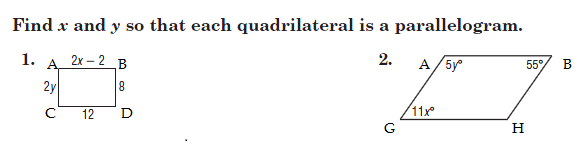 Find x and y so that each quadrilateral is a parallelogram.
1.
A 2x – 2 B
2y 8
C 12 D
2.
A 5y° 55° B
11x°
G H